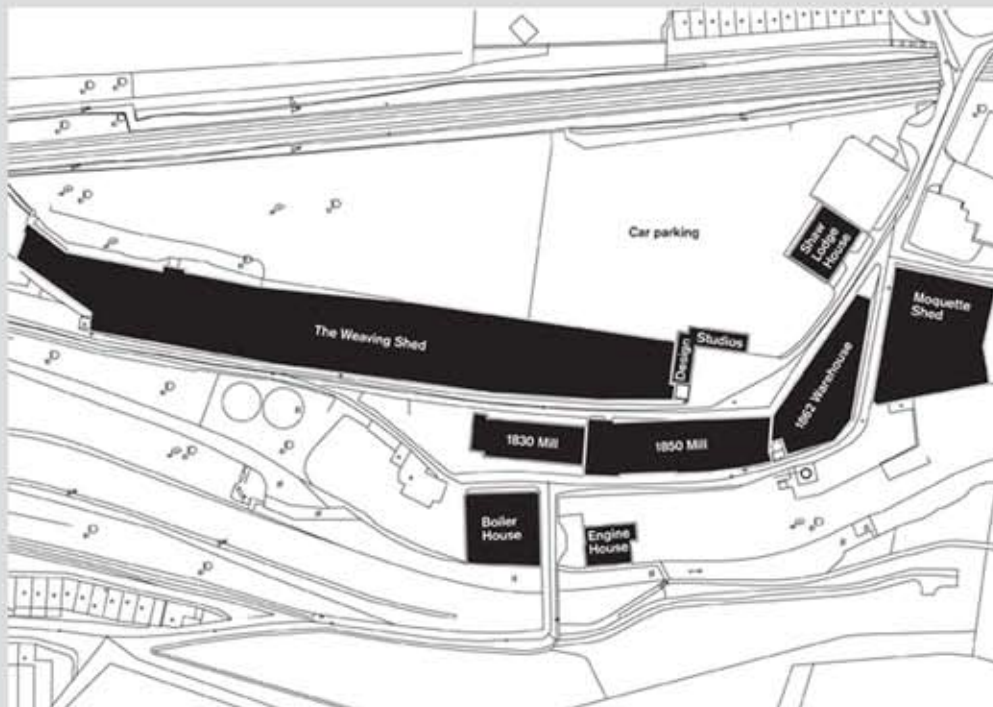 Car parking
Shaw
Lodge
House
Moquette
Shed
The Weaving Shed
Design
Studios
1862 Warehouse
1830 Mill
1850 Mill
Boiler
House
Engine
House